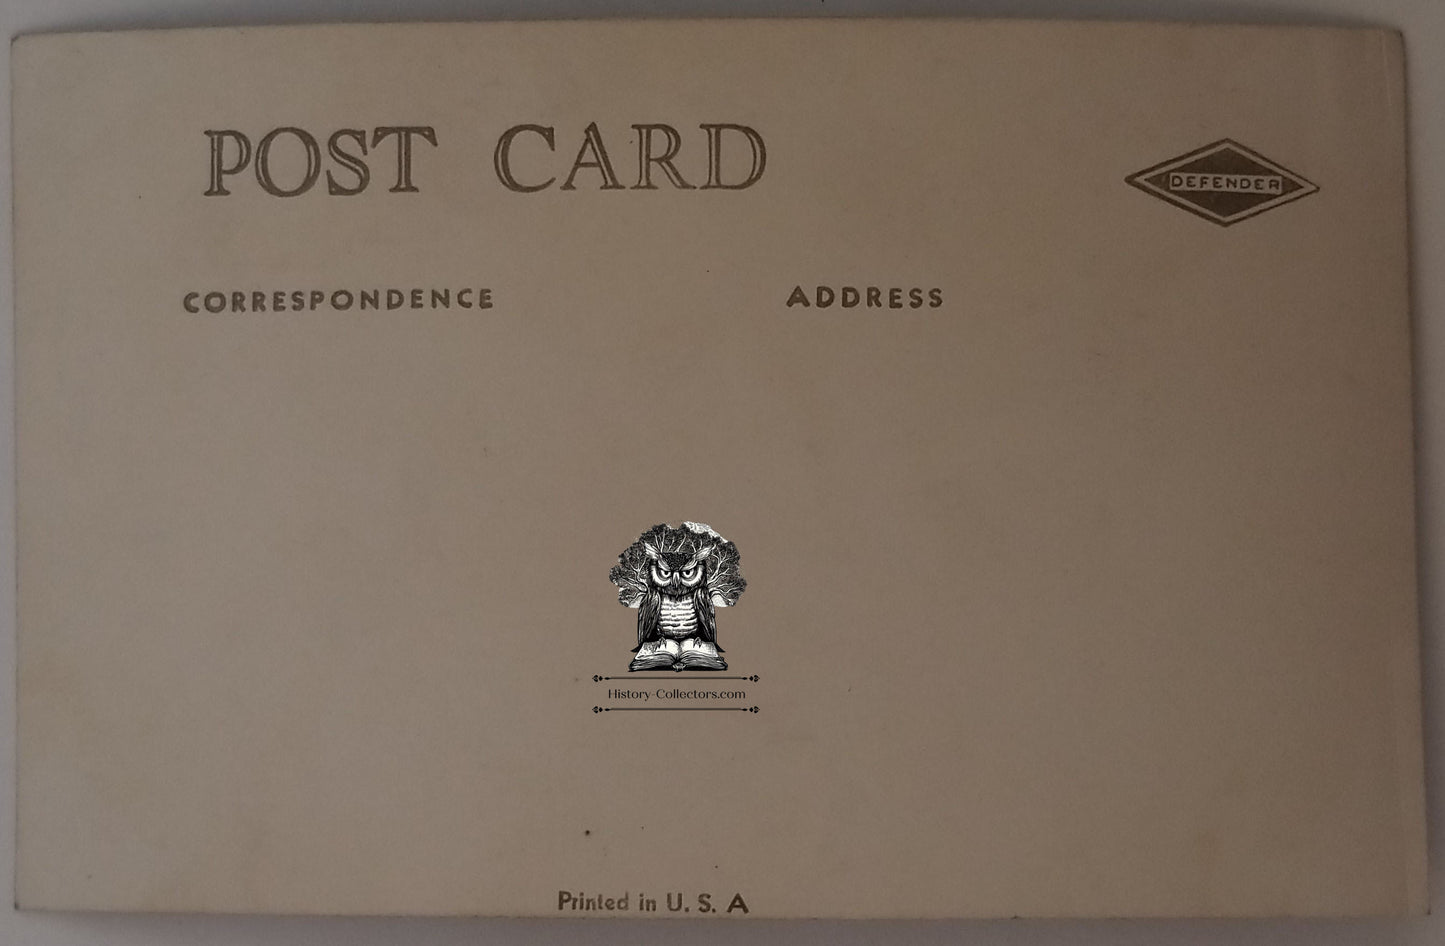 POST CARD
DEFENDER
CORRESPONDENCE
ADDRESS
History-Collectors.com
Printed in U. S. A